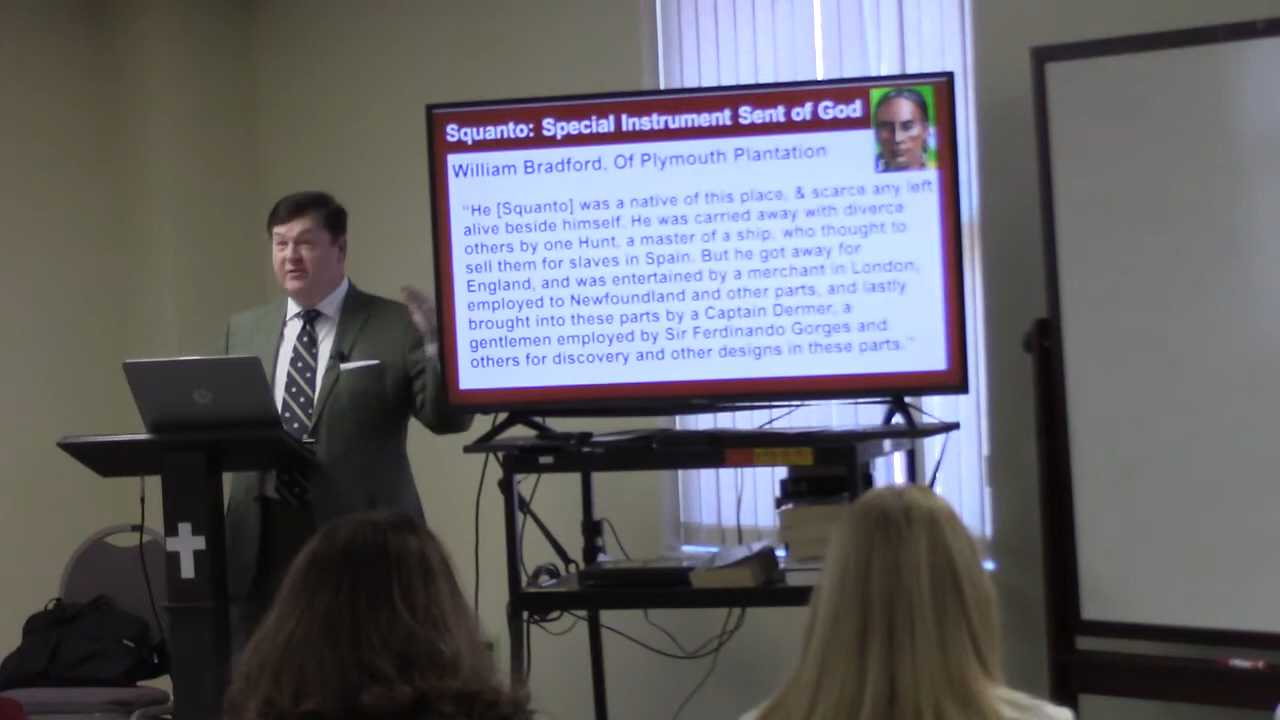 Squanto: Special Instrument Sent of God
William Bradford, Of Plymouth Plantation
“He [Squanto] was a native of this place, & scarce any left
alive beside himself. He was carried away with diverce
others by one Hunt, a master of a ship, who thought to
sell them for slaves in Spain. But he got away for
England, and was entertained by a merchant in London,
employed to Newfoundland and other parts, and lastly
brought into these parts by a Captain Dermer, a
gentlemen employed by Sir Ferdinando Gorges and
others for discovery and other designs in these parts.”
hp